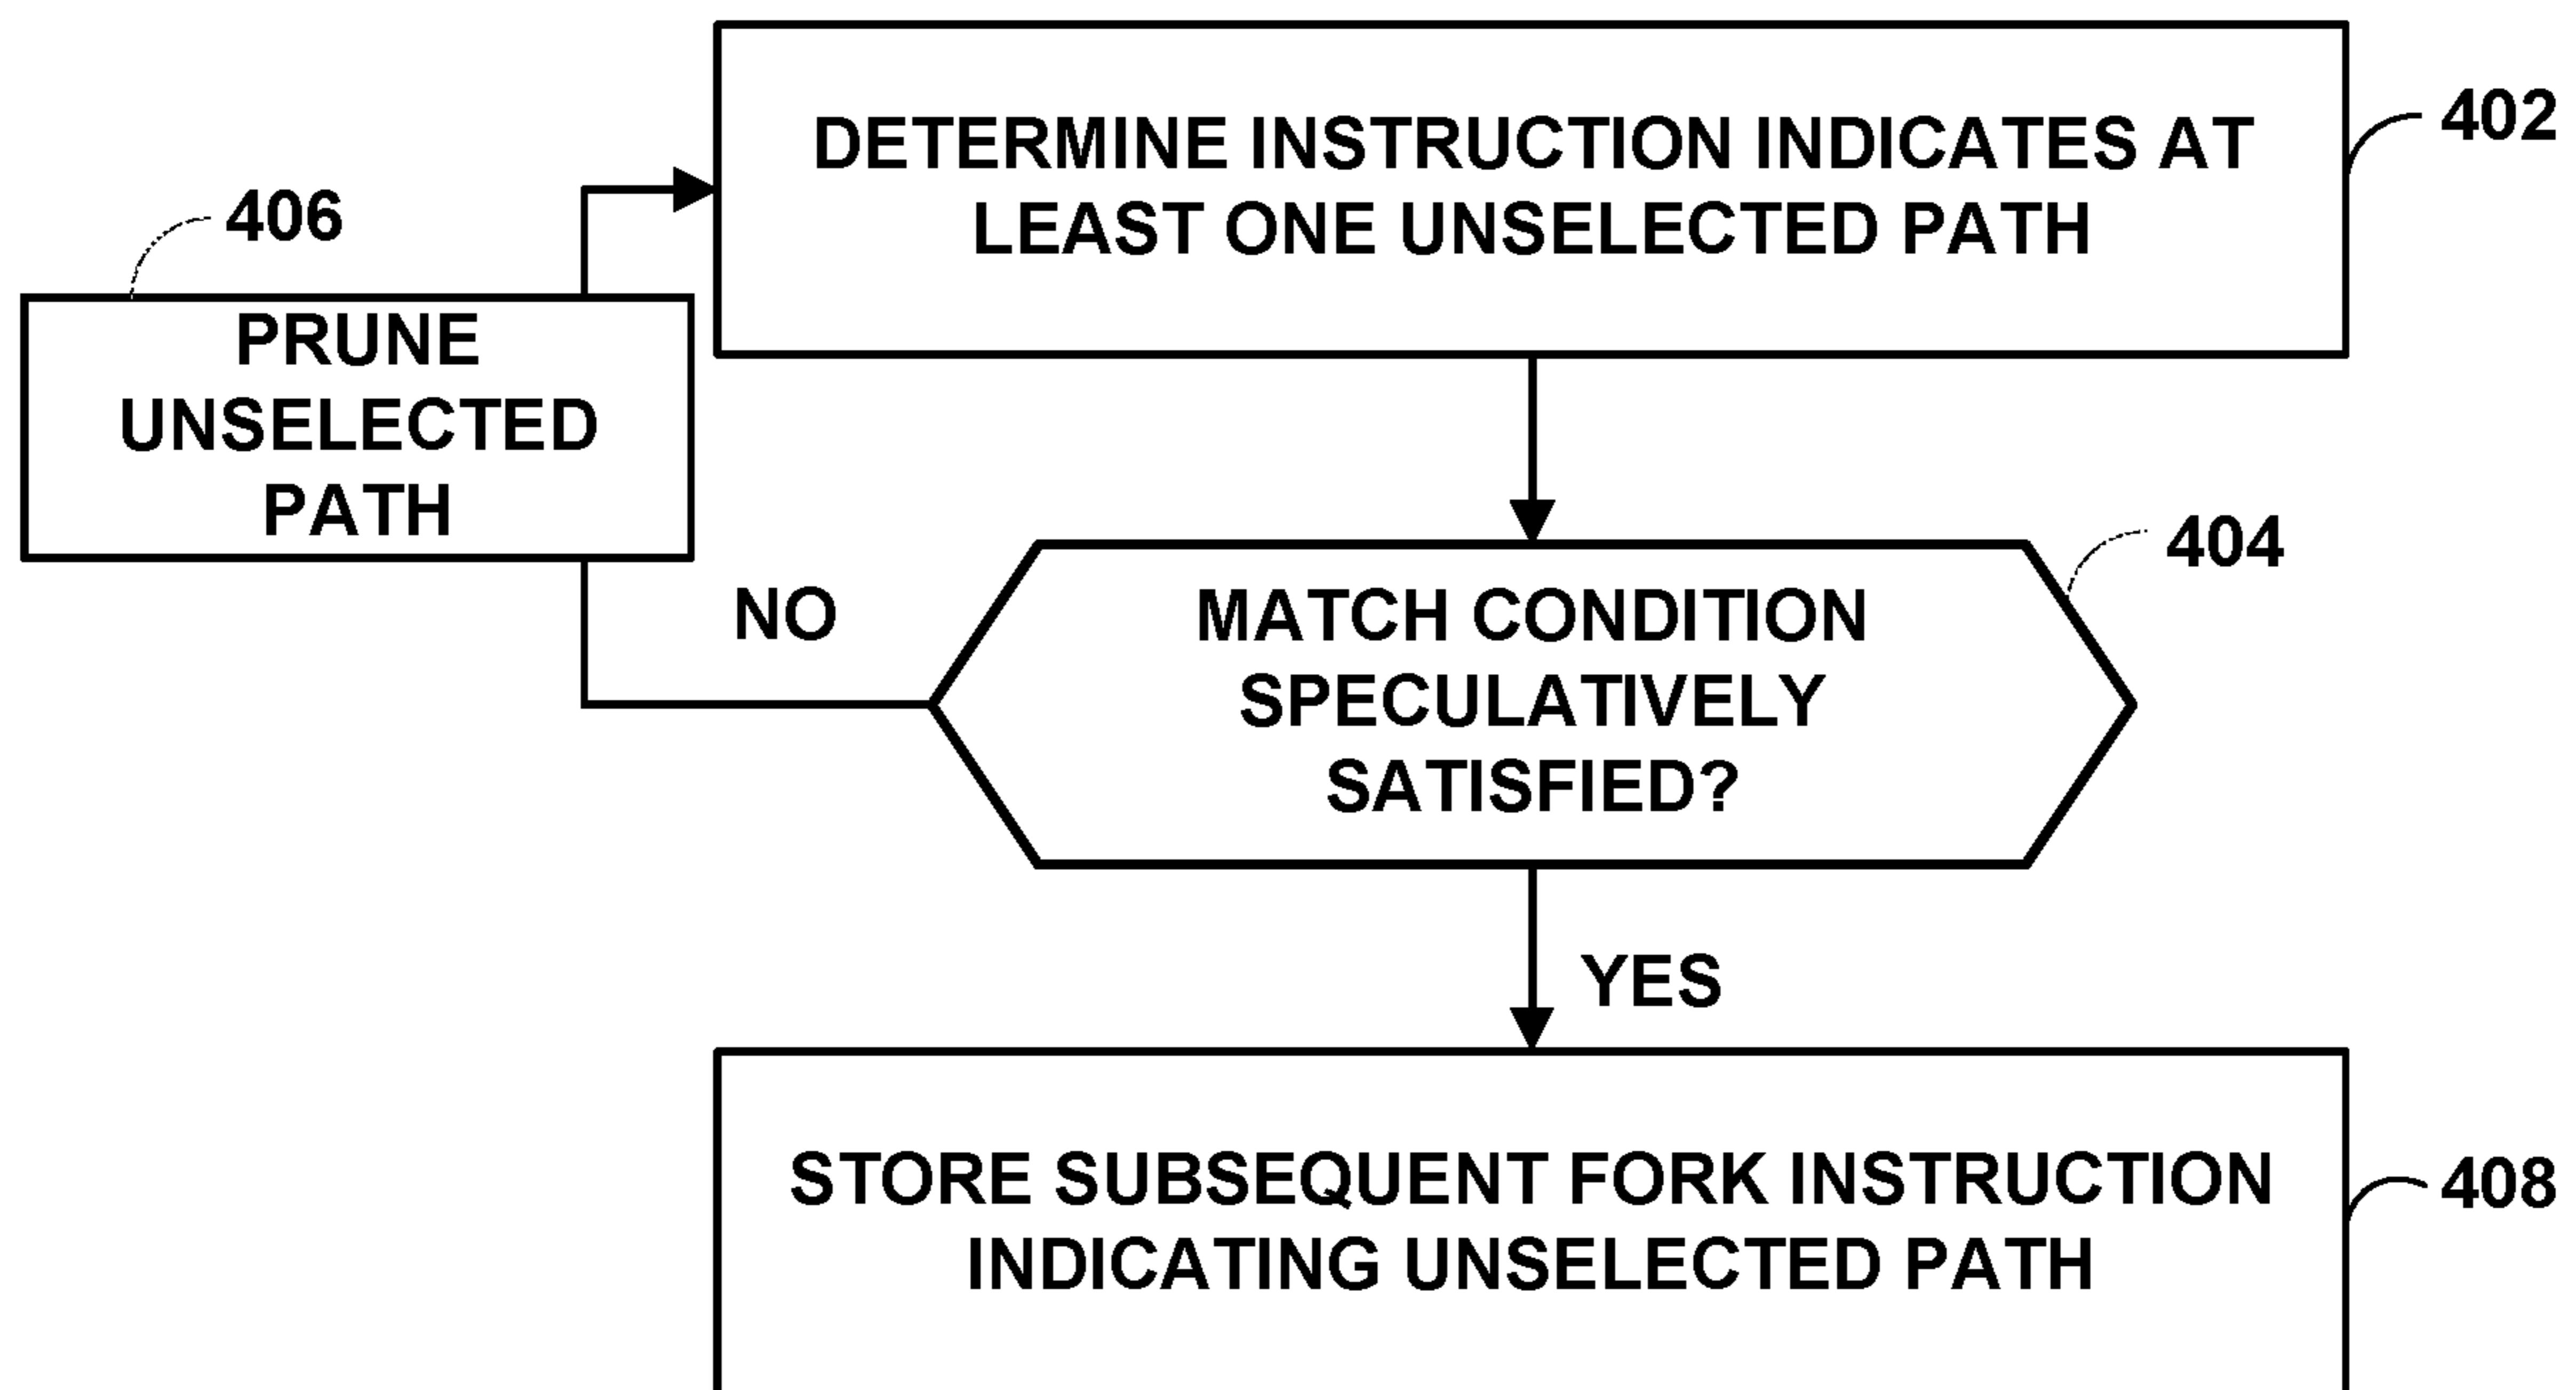 DETERMINE INSTRUCTION INDICATES AT
LEAST ONE UNSELECTED PATH
402
406
PRUNE
UNSELECTED
PATH
NO
MATCH CONDITION
SPECULATIVELY
SATISFIED?
404
YES
STORE SUBSEQUENT FORK INSTRUCTION
INDICATING UNSELECTED PATH
408